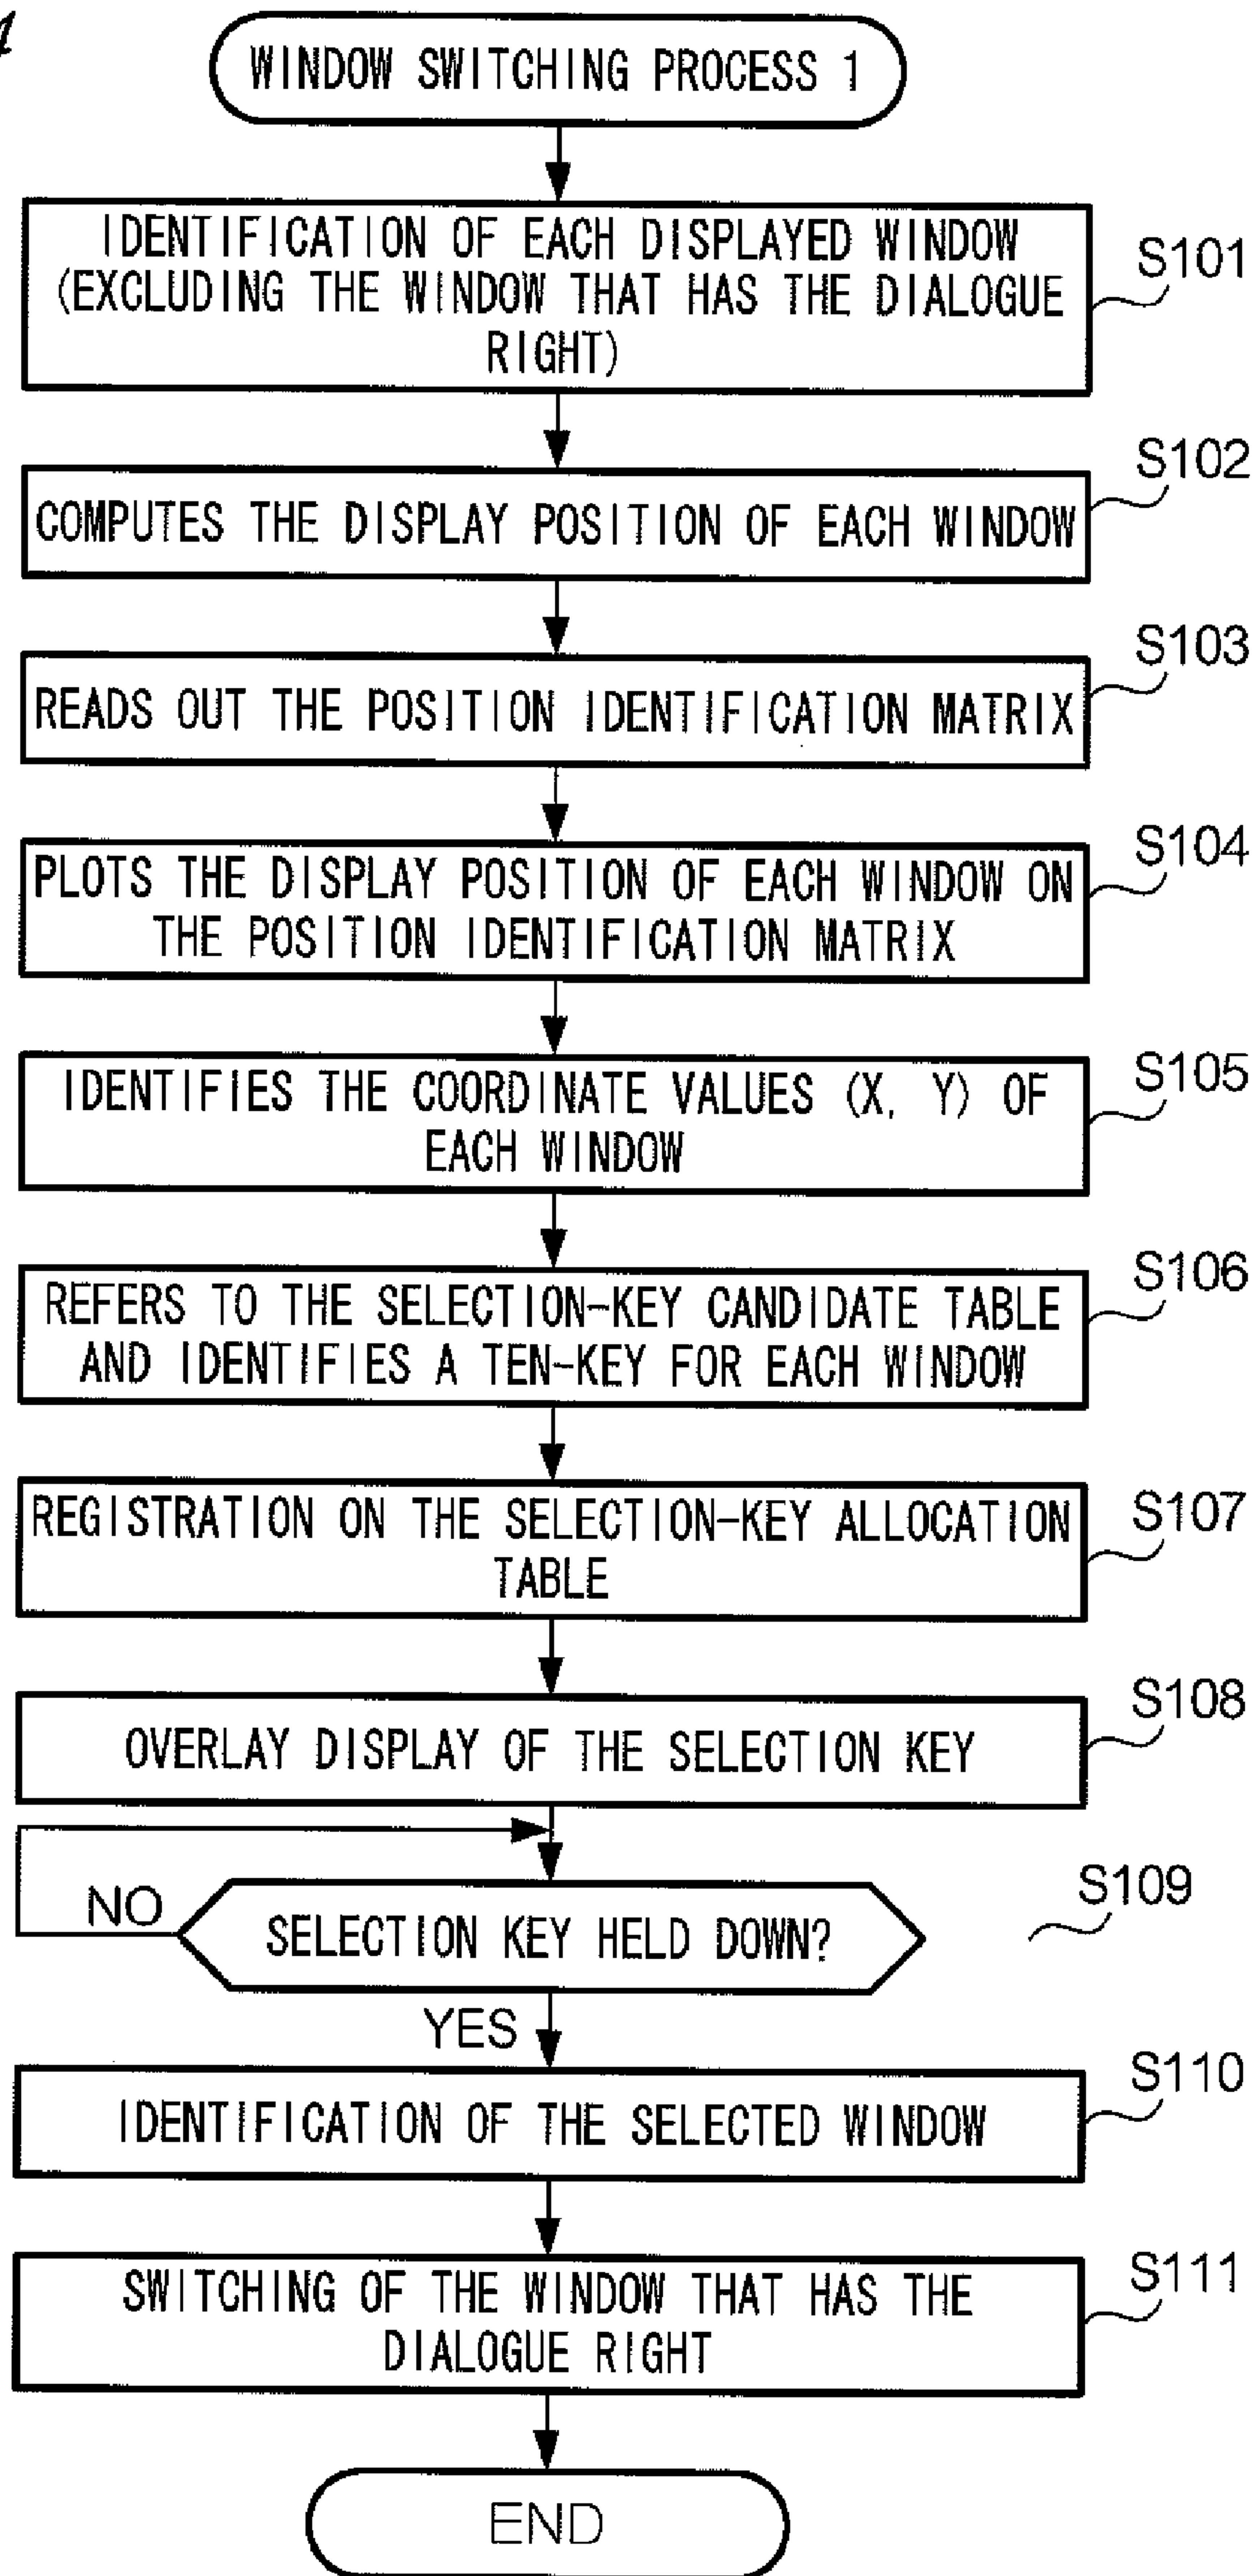 WINDOW SWITCHING PROCESS 1
IDENTIFICATION OF EACH DISPLAYED WINDOW
(EXCLUDING THE WINDOW THAT HAS THE DIALOGUE
RIGHT)
S101
COMPUTES THE DISPLAY POSITION OF EACH WINDOW
S102
READS OUT THE POSITION IDENTIFICATION MATRIX
S103
PLOTS THE DISPLAY POSITION OF EACH WINDOW ON
THE POSITION IDENTIFICATION MATRIX
S104
IDENTIFIES THE COORDINATE VALUES (X, Y) OF
EACH WINDOW
S105
REFERS TO THE SELECTION-KEY CANDIDATE TABLE
AND IDENTIFIES A TEN-KEY FOR EACH WINDOW
S106
REGISTRATION ON THE SELECTION-KEY ALLOCATION
TABLE
S107
OVERLAY DISPLAY OF THE SELECTION KEY
S108
NO
SELECTION KEY HELD DOWN?
S109
YES
IDENTIFICATION OF THE SELECTED WINDOW
S110
SWITCHING OF THE WINDOW THAT HAS THE
DIALOGUE RIGHT
S111
END